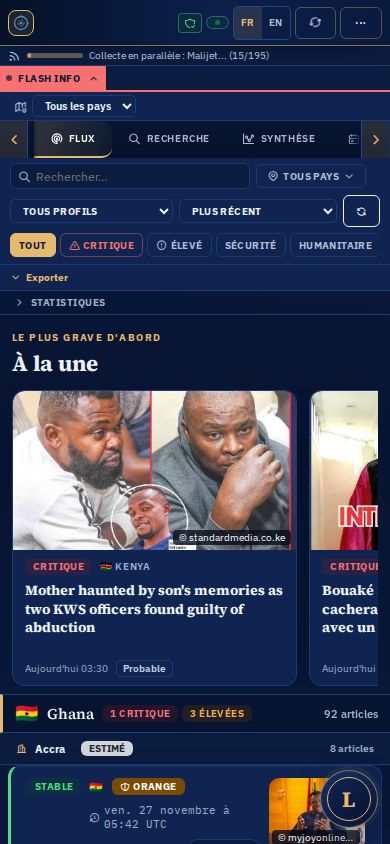 FR EN
Collecte en parallèle : Malijet... (15/195)
FLASH INFO
Tous les pays
FLUX RECHERCHE SYNTHÈSE
Rechercher... TOUS PAYS
TOUS PROFILS PLUS RÉCENT
TOUT CRITIQUE ÉLEVÉ SÉCURITÉ HUMANITAIRE
Exporter
STATISTIQUES
LE PLUS GRAVE D'ABORD
À la une
© standardmedia.co.ke
INT
CRITIQUE KENYA
Mother haunted by son's memories as
two KWS officers found guilty of
abduction
Aujourd'hui 03:30 Probable
CRITIQUE
Bouaké
cachera
avec un
Aujourd'hui
Ghana 1 CRITIQUE 3 ÉLEVÉES 92 articles
Accra ESTIMÉ 8 articles
STABLE ORANGE
ven. 27 novembre à
05:42 UTC
L
© myjoyonline...